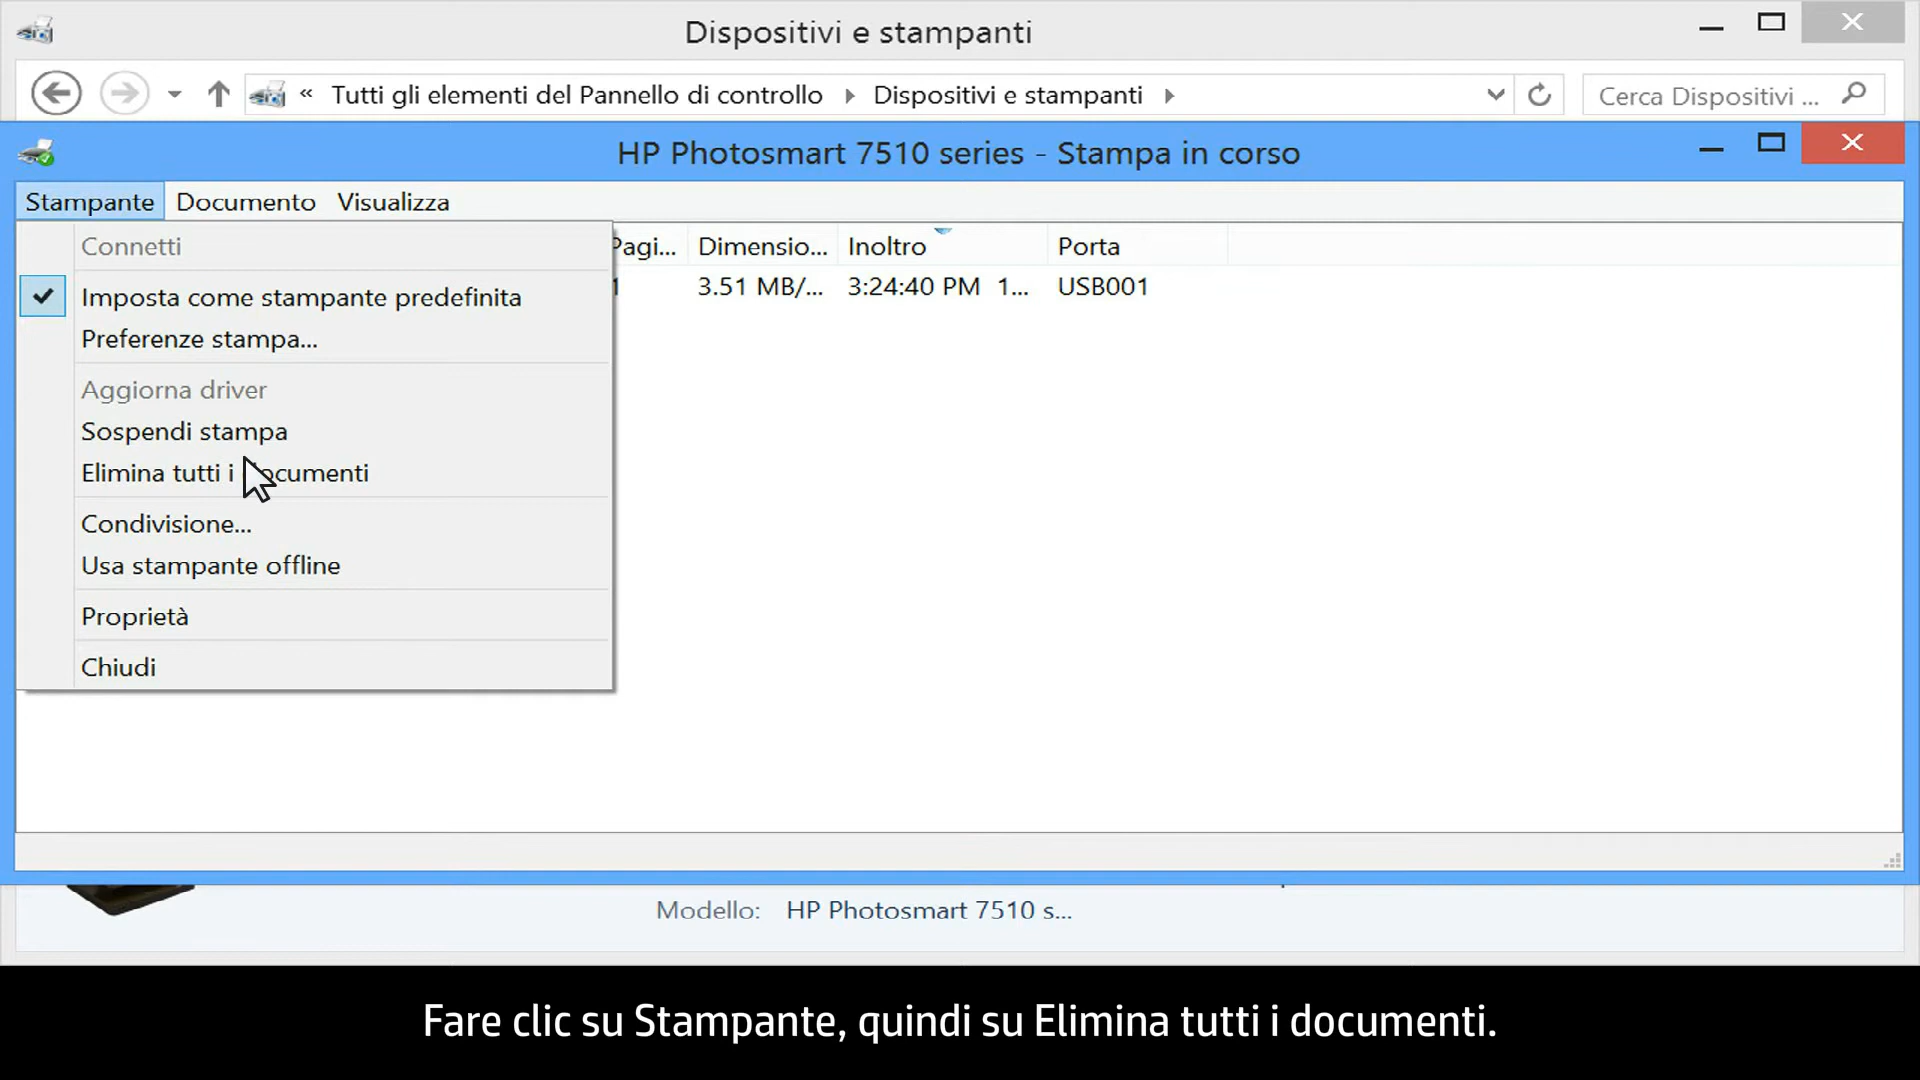 Dispositivi e stampanti
« Tutti gli elementi del Pannello di controllo Dispositivi e stampanti
Cerca Dispositivi ...
HP Photosmart 7510 series - Stampa in corso
Stampante Documento Visualizza
Connetti
Imposta come stampante predefinita
Preferenze stampa...
Aggiorna driver
Sospendi stampa
Elimina tutti i documenti
Condivisione...
Usa stampante offline
Proprietà
Chiudi
Pagi... Dimensio... Inoltro Porta
1 3.51 MB/... 3:24:40 PM 1... USB001
Modello: HP Photosmart 7510 s...
Fare clic su Stampante, quindi su Elimina tutti i documenti.